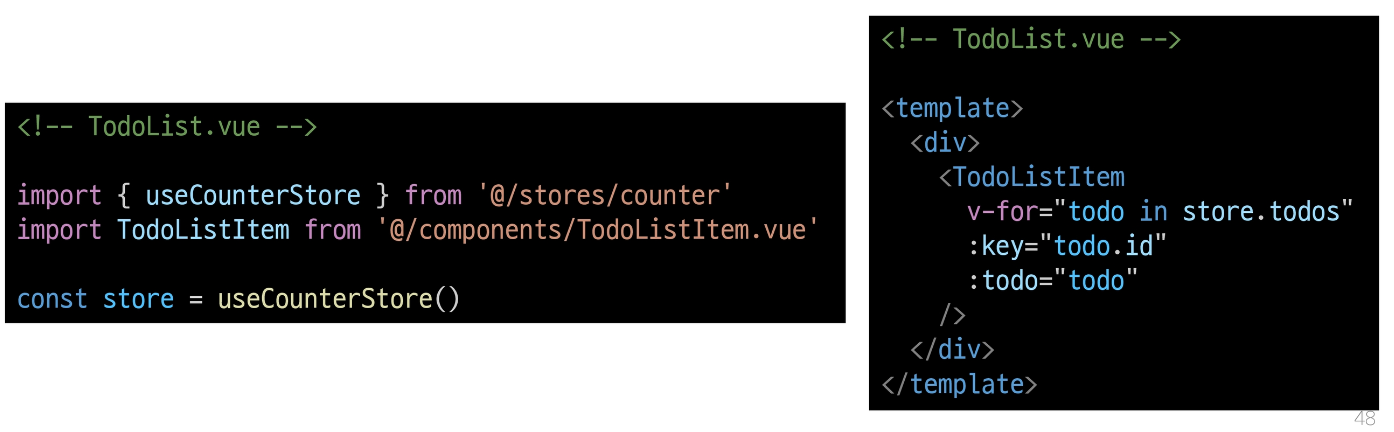 <!-- TodoList.vue -->
import { useCounterStore } from '@/stores/counter'
import TodoListItem from '@/components/TodoListItem.vue'
const store = useCounterStore()
<!-- TodoList.vue -->
<template>
<div>
<TodoListItem
v-for="todo in store.todos"
:key="todo.id"
:todo="todo"
/>
</div>
</template>
48